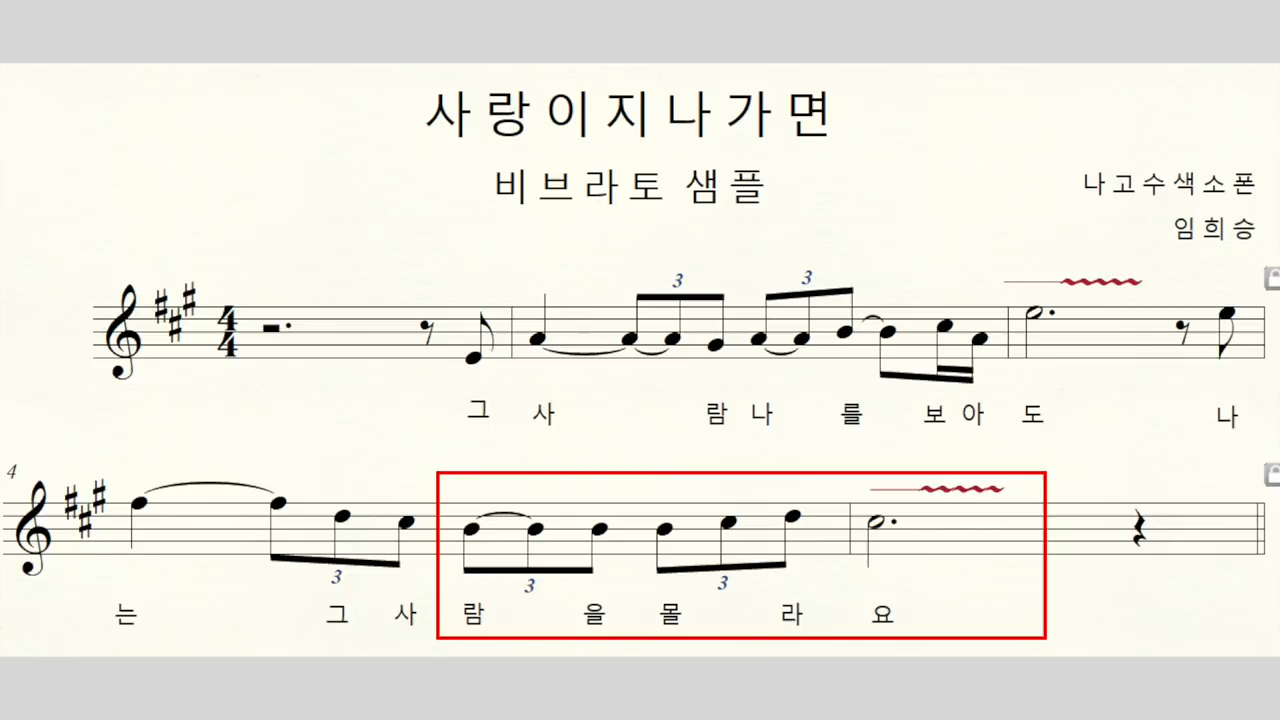 사랑이지나가면
비브라토 샘플
나고수색소폰
임희승
3 3
4 4
그 사 람 나 를 보 아 도 나
4
3 3 3
는 그 사 람 을 몰 라 요